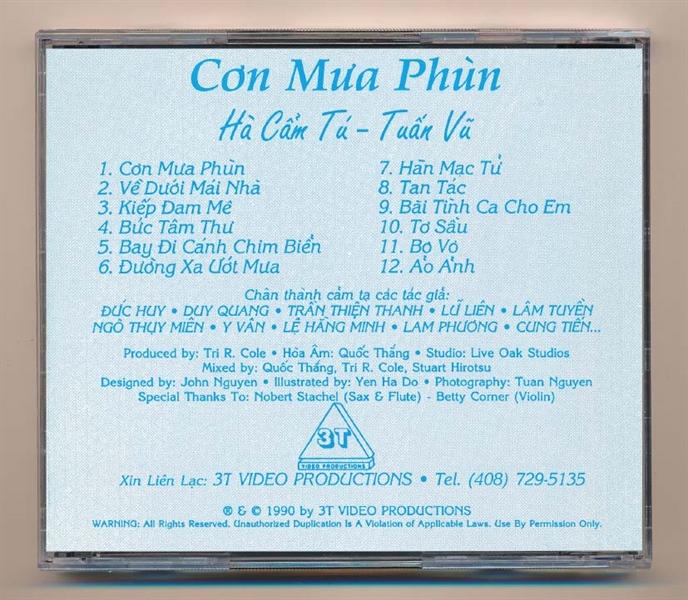 Cơn Mưa Phùn
Hà Cẩm Tú - Tuấn Vũ
1. Cơn Mưa Phùn
2. Về Dưới Mái Nhà
3. Kiếp Đam Mê
4. Bức Tâm Thư
5. Bay Đi Cánh Chim Biển
6. Đường Xa Ướt Mưa
7. Hàn Mạc Tử
8. Tan Tác
9. Bài Tình Ca Cho Em
10. Tơ Sầu
11. Bơ Vơ
12. Ảo Ảnh
Chân thành cảm tạ các tác giả:
ĐỨC HUY • DUY QUANG • TRẦN THIỆN THANH • LỮ LIÊN • LÂM TUYỀN
NGÔ THỤY MIÊN • Y VÂN • LÊ HẰNG MINH • LAM PHƯƠNG • CUNG TIẾN...
Produced by: Tri R. Cole • Hòa Âm: Quốc Thắng • Studio: Live Oak Studios
Mixed by: Quốc Thắng, Tri R. Cole, Stuart Hirotsu
Designed by: John Nguyen • Illustrated by: Yen Ha Do • Photography: Tuan Nguyen
Special Thanks To: Nobert Stachel (Sax & Flute) - Betty Corner (Violin)
3T
VIDEO PRODUCTIONS
Xin Liên Lạc: 3T VIDEO PRODUCTIONS • Tel. (408) 729-5135
® & © 1990 by 3T VIDEO PRODUCTIONS
WARNING: All Rights Reserved. Unauthorized Duplication Is A Violation of Applicable Laws. Use By Permission Only.